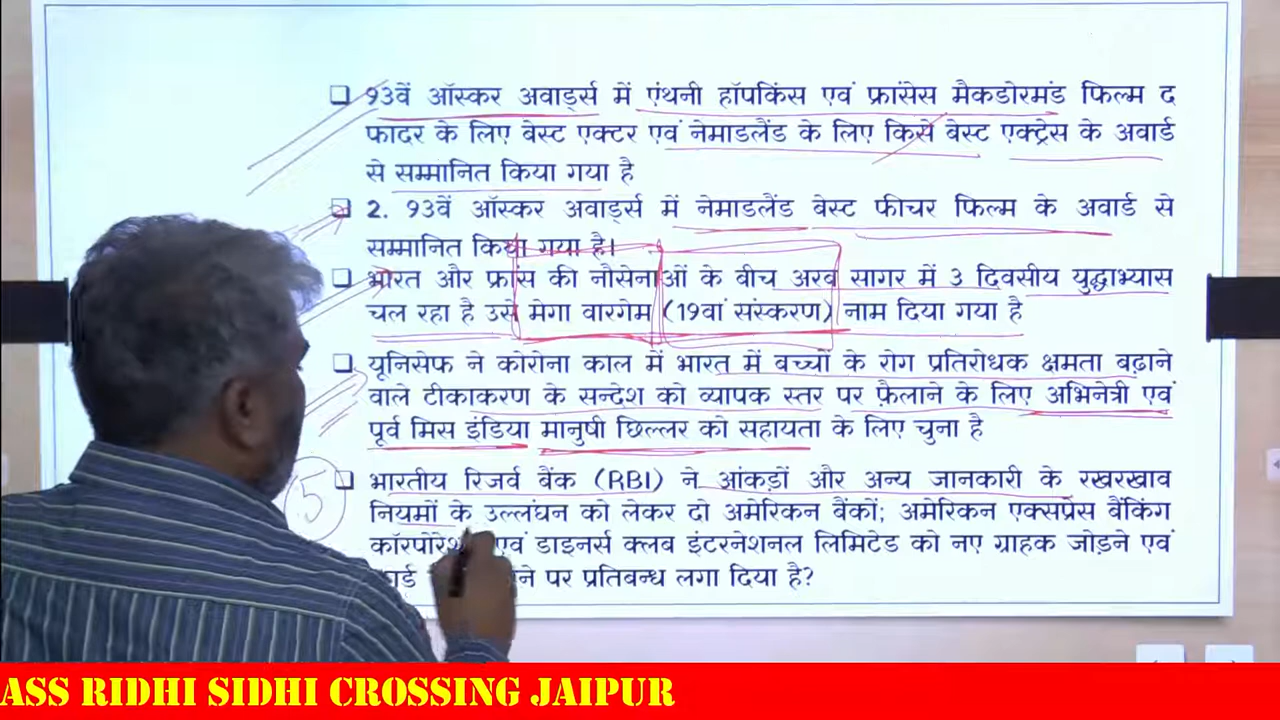 93वें ऑस्कर अवार्ड्स में एंथनी हॉपकिंस एवं फ्रांसेस मैकडोरमंड फिल्म द
फादर के लिए बेस्ट एक्टर एवं नेमाडलैंड के लिए किसे बेस्ट एक्ट्रेस के अवार्ड
से सम्मानित किया गया है
2. 93वें ऑस्कर अवार्ड्स में नेमाडलैंड बेस्ट फीचर फिल्म के अवार्ड से
सम्मानित किया गया है।
भारत और फ्रांस की नौसेनाओं के बीच अरब सागर में 3 दिवसीय युद्धाभ्यास
चल रहा है उसे मेगा वारगेम (19वां संस्करण) नाम दिया गया है
यूनिसेफ ने कोरोना काल में भारत में बच्चों के रोग प्रतिरोधक क्षमता बढ़ाने
वाले टीकाकरण के सन्देश को व्यापक स्तर पर फ़ैलाने के लिए अभिनेत्री एवं
पूर्व मिस इंडिया मानुषी छिल्लर को सहायता के लिए चुना है
5
भारतीय रिजर्व बैंक (RBI) ने आंकड़ों और अन्य जानकारी के रखरखाव
नियमों के उल्लंघन को लेकर दो अमेरिकन बैंकों; अमेरिकन एक्सप्रेस बैंकिंग
एवं डाइनर्स क्लब इंटरनेशनल लिमिटेड को नए ग्राहक जोड़ने एवं
पर प्रतिबन्ध लगा दिया है?
ASS RIDHI SIDHI CROSSING JAIPUR